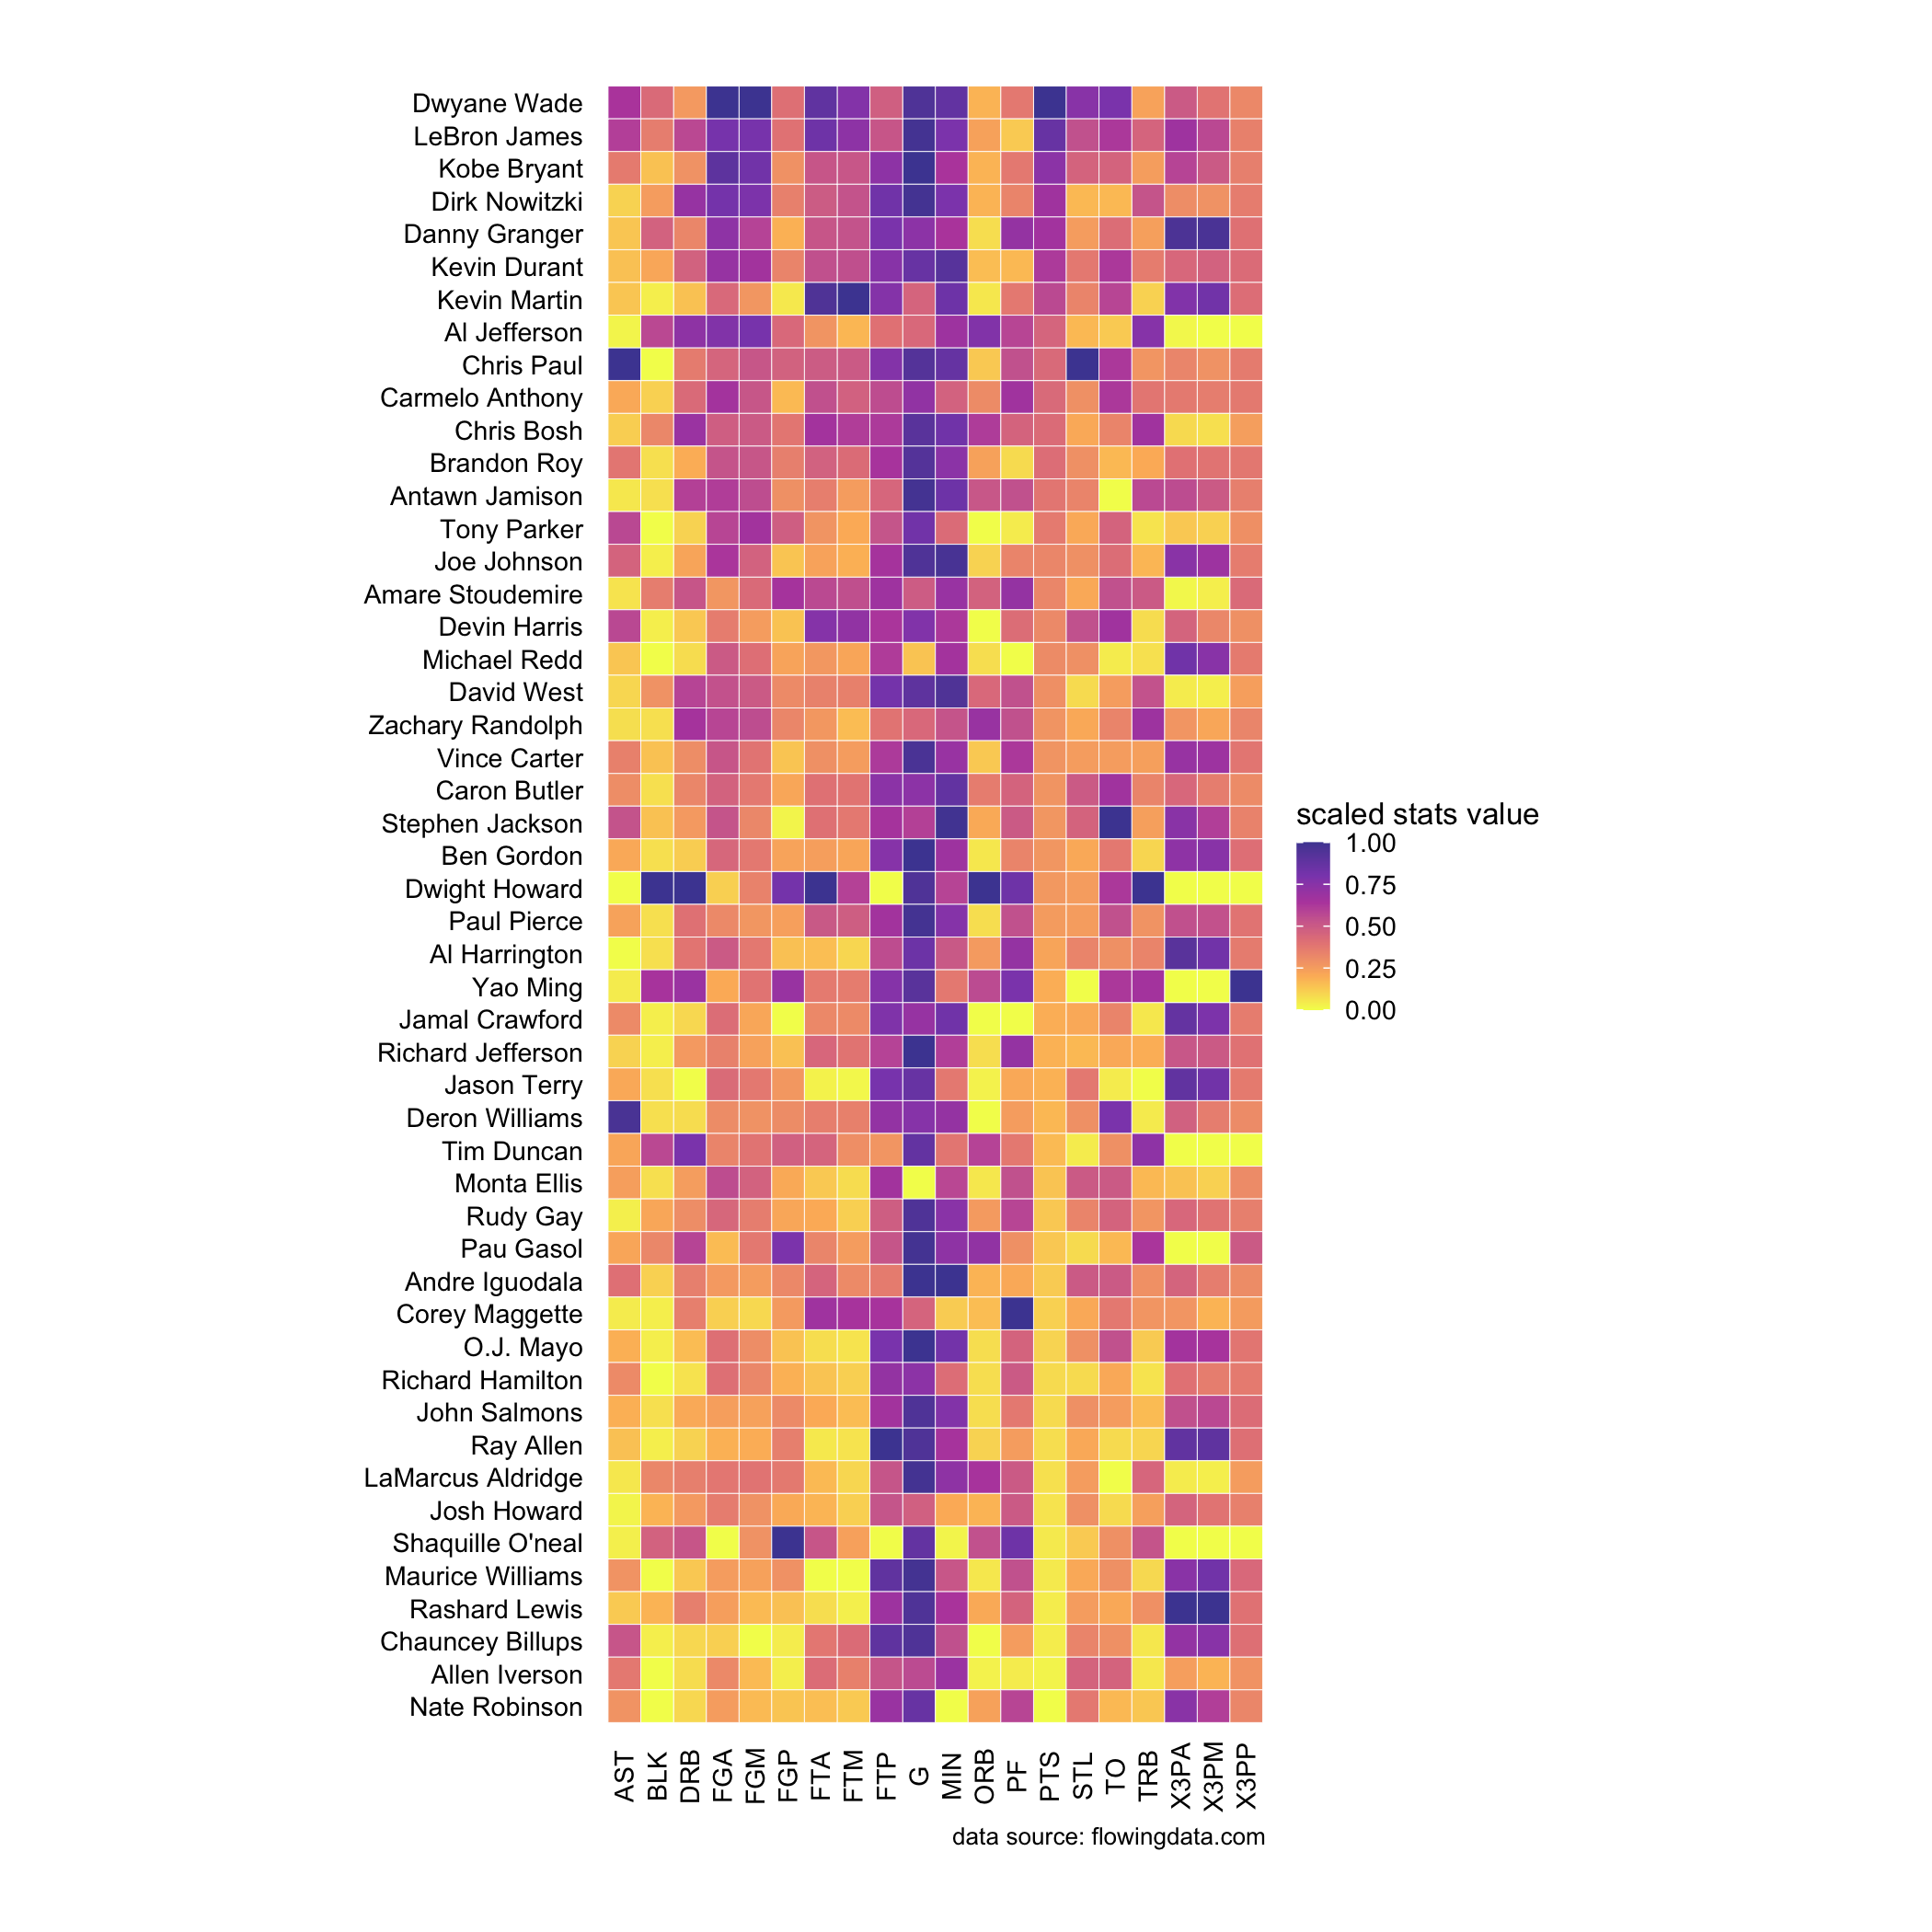 Dwyane Wade
LeBron James
Kobe Bryant
Dirk Nowitzki
Danny Granger
Kevin Durant
Kevin Martin
Al Jefferson
Chris Paul
Carmelo Anthony
Chris Bosh
Brandon Roy
Antawn Jamison
Tony Parker
Joe Johnson
Amare Stoudemire
Devin Harris
Michael Redd
David West
Zachary Randolph
Vince Carter
Caron Butler
Stephen Jackson
Ben Gordon
Dwight Howard
Paul Pierce
Al Harrington
Yao Ming
Jamal Crawford
Richard Jefferson
Jason Terry
Deron Williams
Tim Duncan
Monta Ellis
Rudy Gay
Pau Gasol
Andre Iguodala
Corey Maggette
O.J. Mayo
Richard Hamilton
John Salmons
Ray Allen
LaMarcus Aldridge
Josh Howard
Shaquille O'neal
Maurice Williams
Rashard Lewis
Chauncey Billups
Allen Iverson
Nate Robinson
AST
BLK
DRB
FGA
FGM
FGP
FTA
FTM
FTP
G
MIN
ORB
PF
PTS
STL
TO
TRB
X3PA
X3PM
X3PP
scaled stats value
1.00
0.75
0.50
0.25
0.00
data source: flowingdata.com